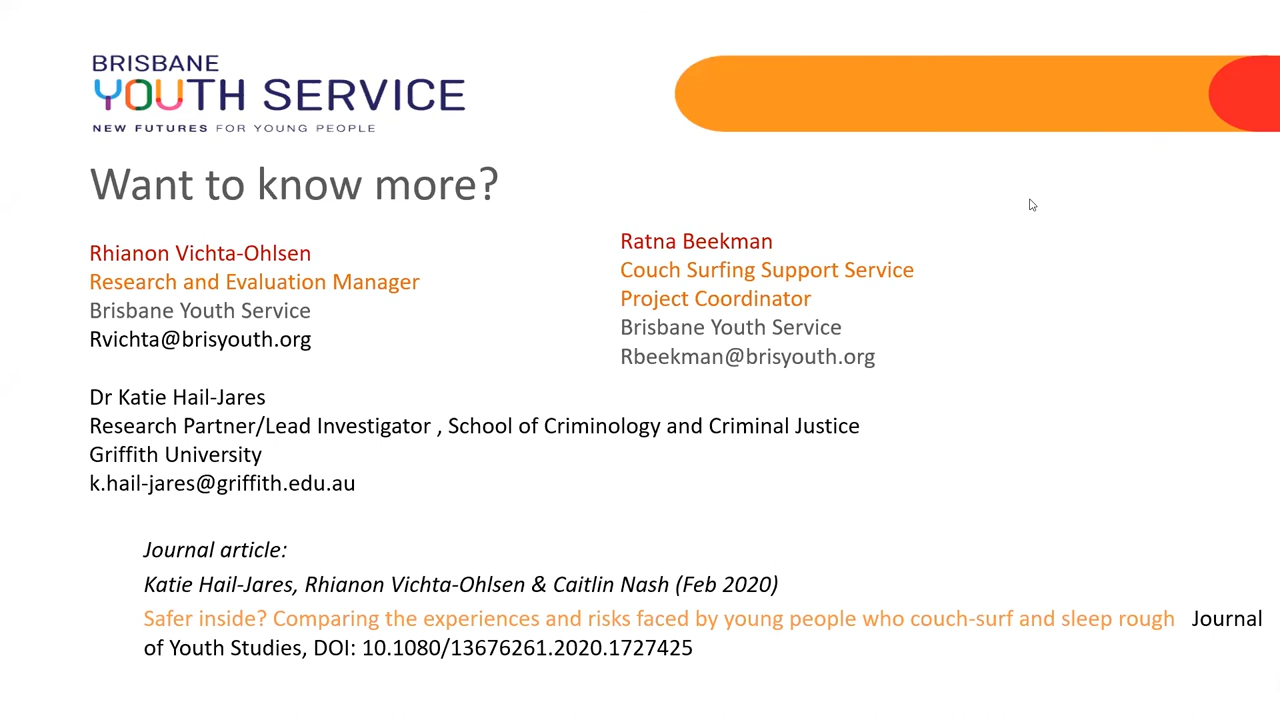 BRISBANE
YOUTH SERVICE
NEW FUTURES FOR YOUNG PEOPLE
Want to know more?
Rhianon Vichta-Ohlsen
Research and Evaluation Manager
Brisbane Youth Service
Rvichta@brisyouth.org
Ratna Beekman
Couch Surfing Support Service
Project Coordinator
Brisbane Youth Service
Rbeekman@brisyouth.org
Dr Katie Hail-Jares
Research Partner/Lead Investigator , School of Criminology and Criminal Justice
Griffith University
k.hail-jares@griffith.edu.au
Journal article:
Katie Hail-Jares, Rhianon Vichta-Ohlsen & Caitlin Nash (Feb 2020)
Safer inside? Comparing the experiences and risks faced by young people who couch-surf and sleep rough Journal
of Youth Studies, DOI: 10.1080/13676261.2020.1727425